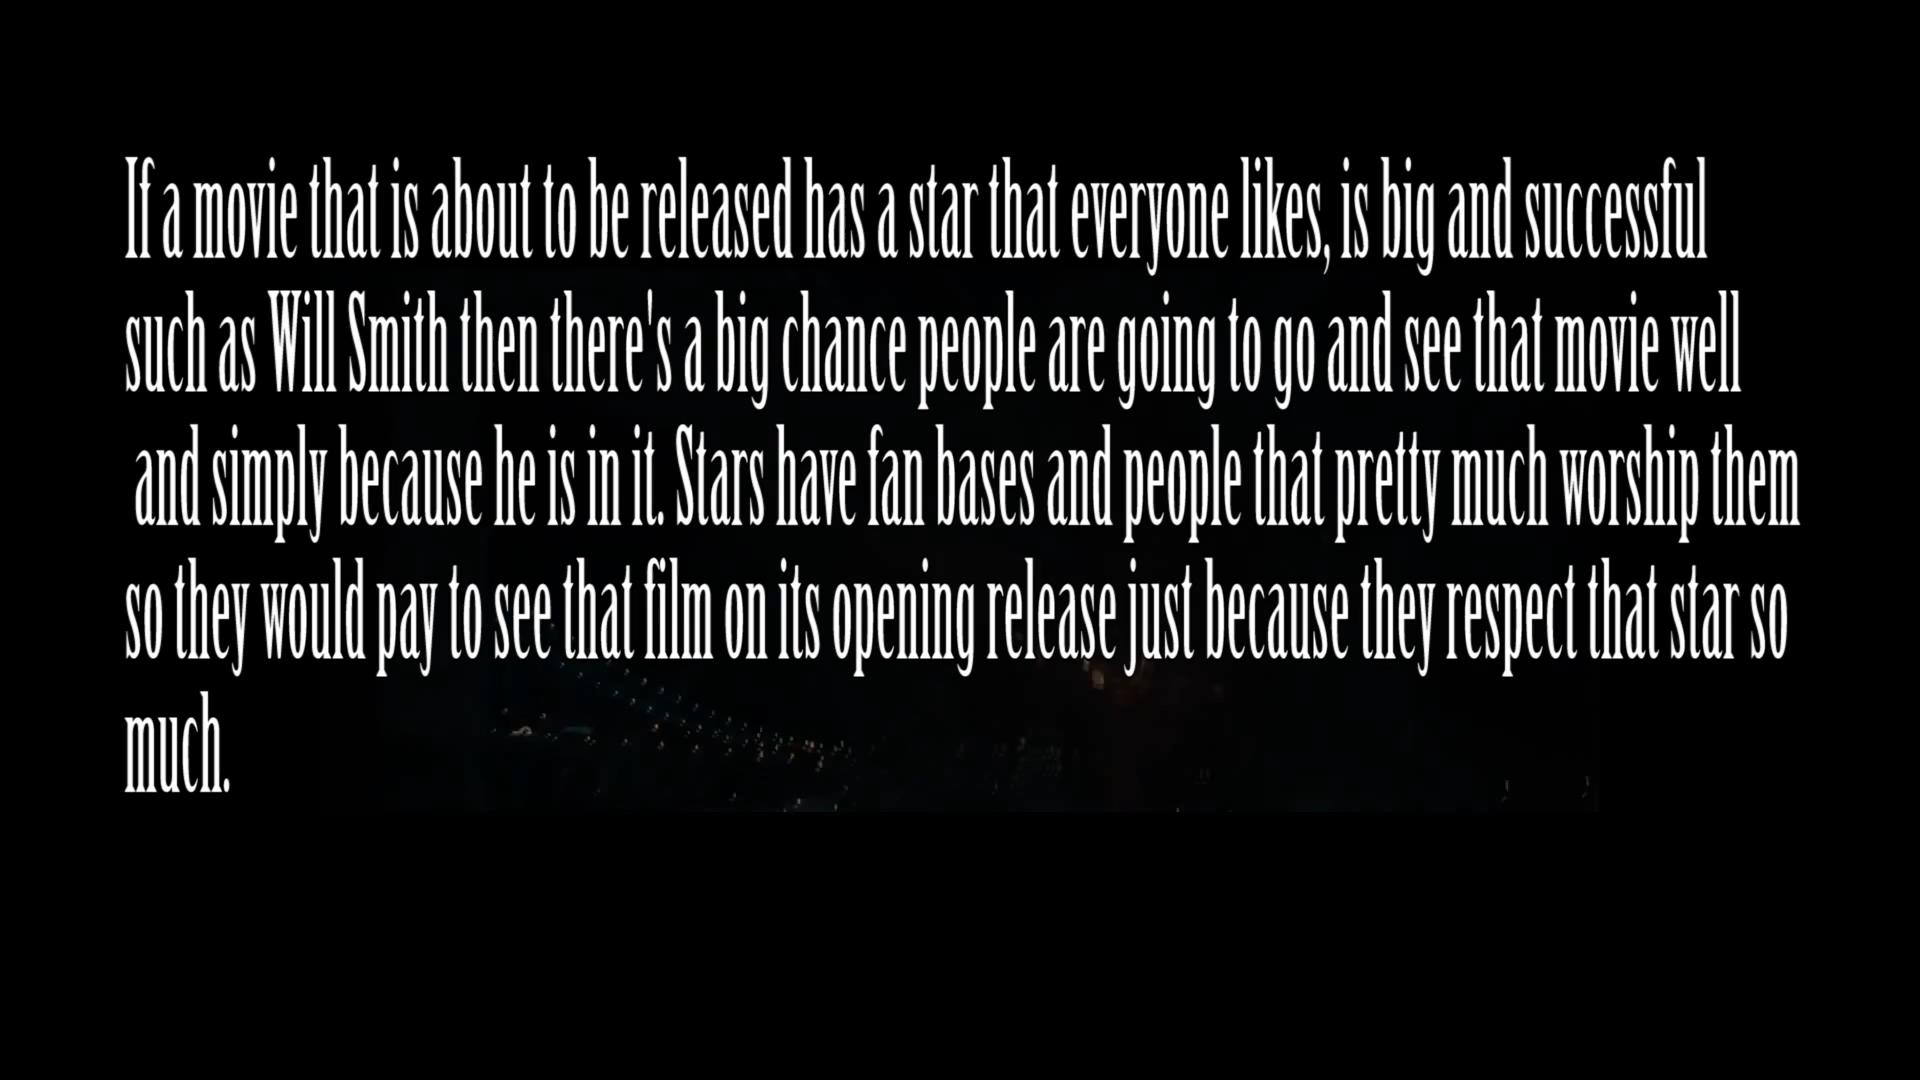 If a movie that is about to be released has a star that everyone likes, is big and successful
such as Will Smith then there's a big chance people are going to go and see that movie well
and simply because he is in it. Stars have fan bases and people that pretty much worship them
so they would pay to see that film on its opening release just because they respect that star so
much.